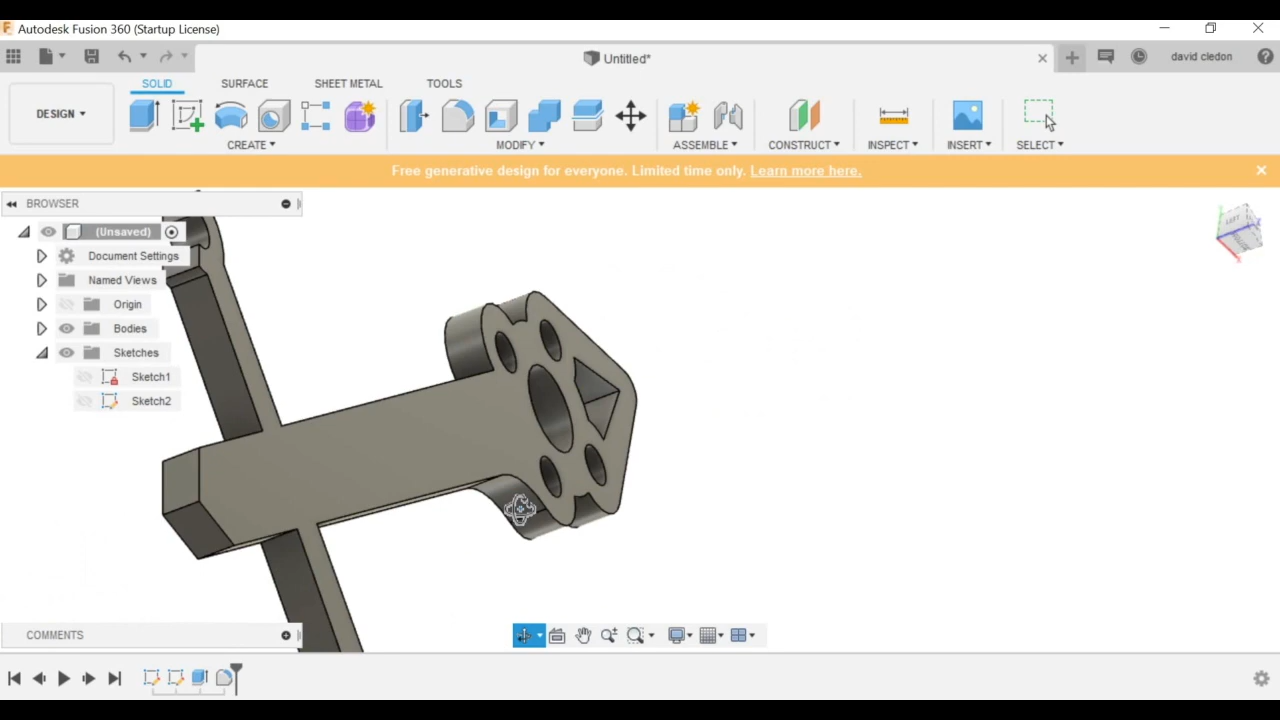 Autodesk Fusion 360 (Startup License)
Untitled*
david cledon
SOLID SURFACE SHEET METAL TOOLS
DESIGN
CREATE MODIFY ASSEMBLE CONSTRUCT INSPECT INSERT SELECT
Free generative design for everyone. Limited time only. Learn more here.
BROWSER
(Unsaved)
Document Settings
Named Views
Origin
Bodies
Sketches
Sketch1
Sketch2
COMMENTS